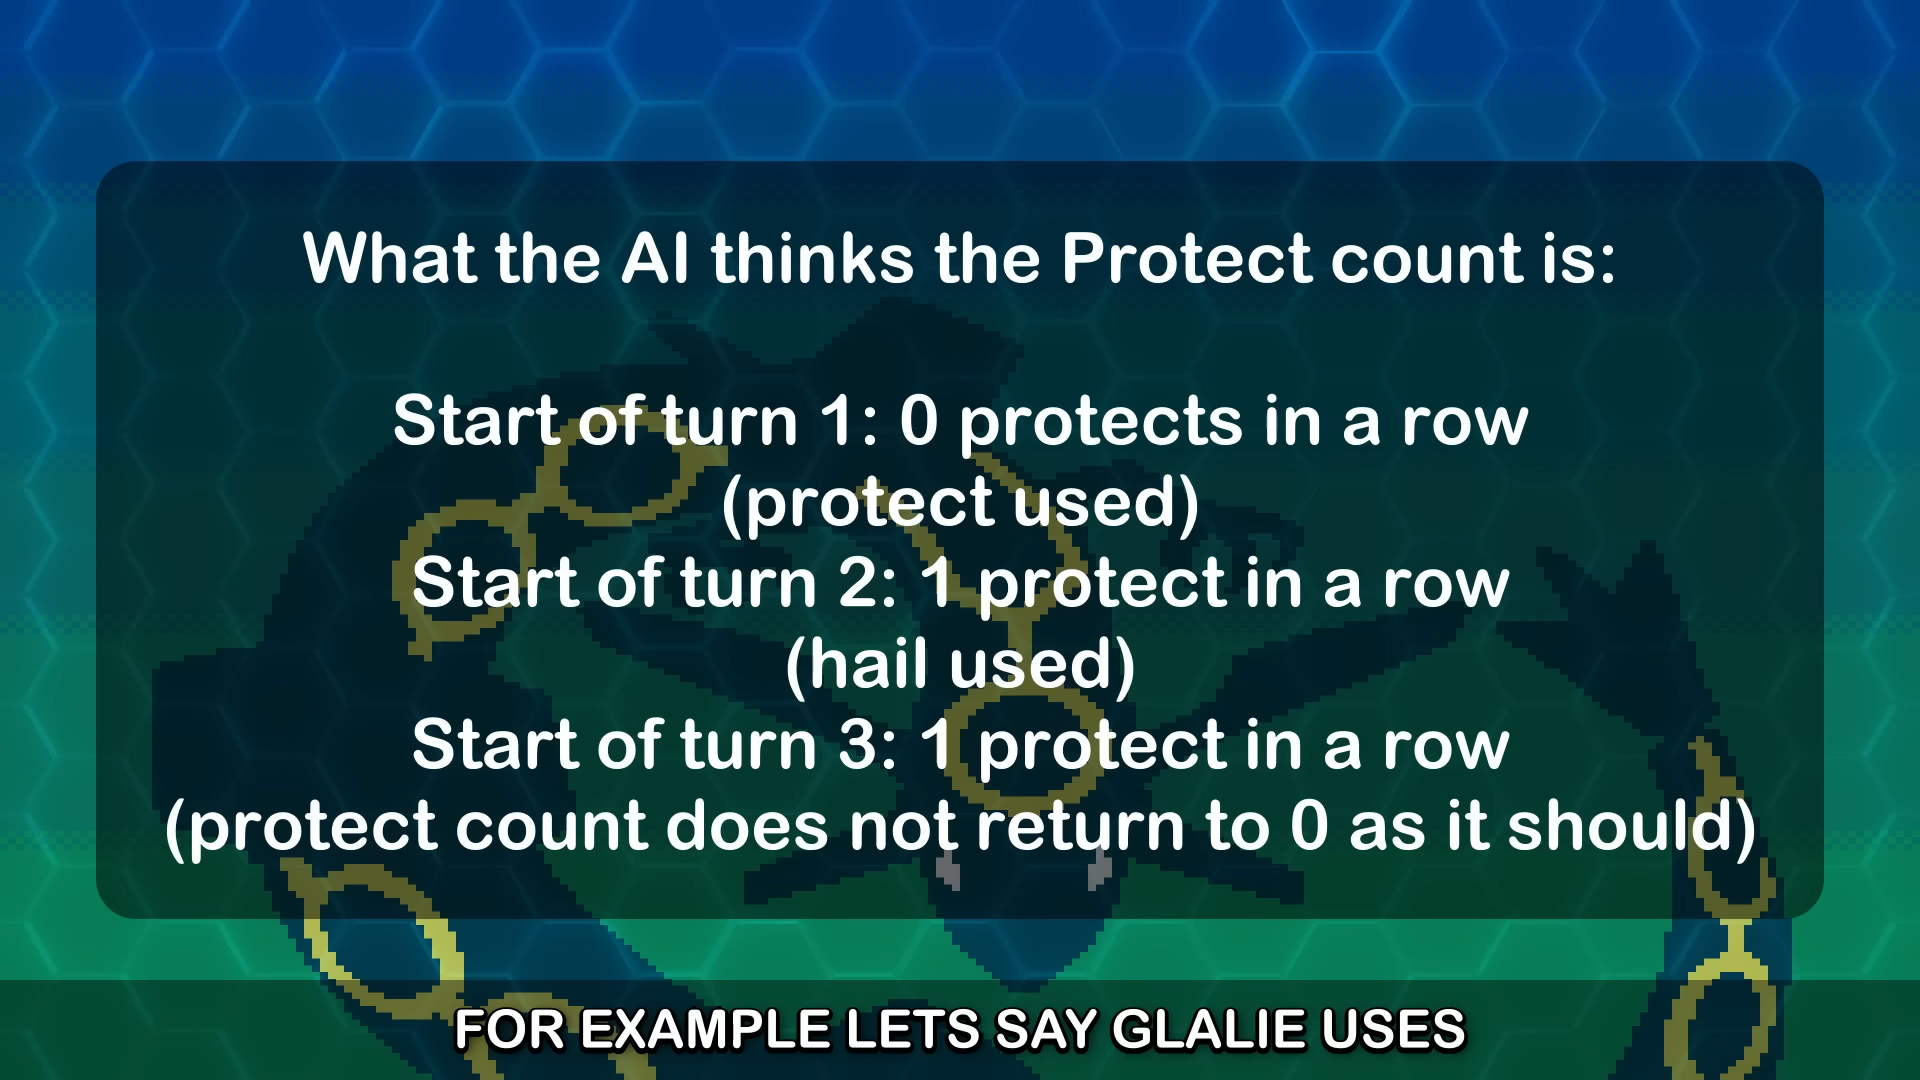 What the AI thinks the Protect count is:
Start of turn 1: 0 protects in a row
(protect used)
Start of turn 2: 1 protect in a row
(hail used)
Start of turn 3: 1 protect in a row
(protect count does not return to 0 as it should)
FOR EXAMPLE LETS SAY GLALIE USES